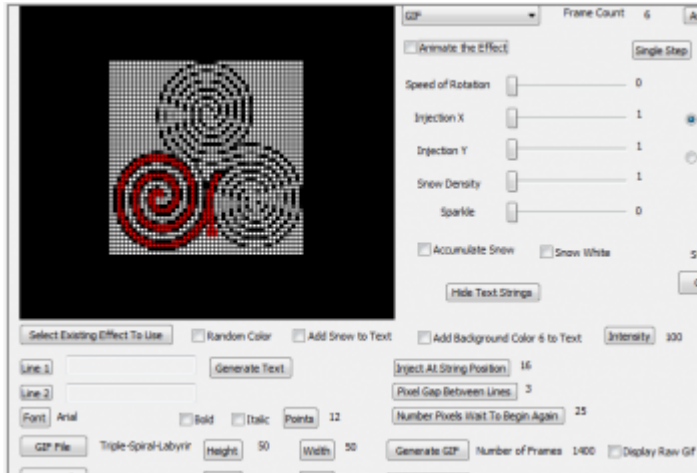 GIF Frame Count 6
Animate the Effect Single Step
Speed of Rotation 0
Injection X 1
Injection Y 1
Snow Density 1
Sparkle 0
Accumulate Snow Snow White
Hide Text Strings
Select Existing Effect To Use Random Color Add Snow to Text Add Background Color 6 to Text Intensity 100
Line 1 Generate Text Inject At String Position 16
Line 2 Pixel Gap Between Lines 3
Font Arial Bold Italic Points 12 Number Pixels Wait To Begin Again 25
GIF File Triple-Spiral-Labyrir Height 50 Width 50 Generate GIF Number of Frames 1400 Display Raw GI